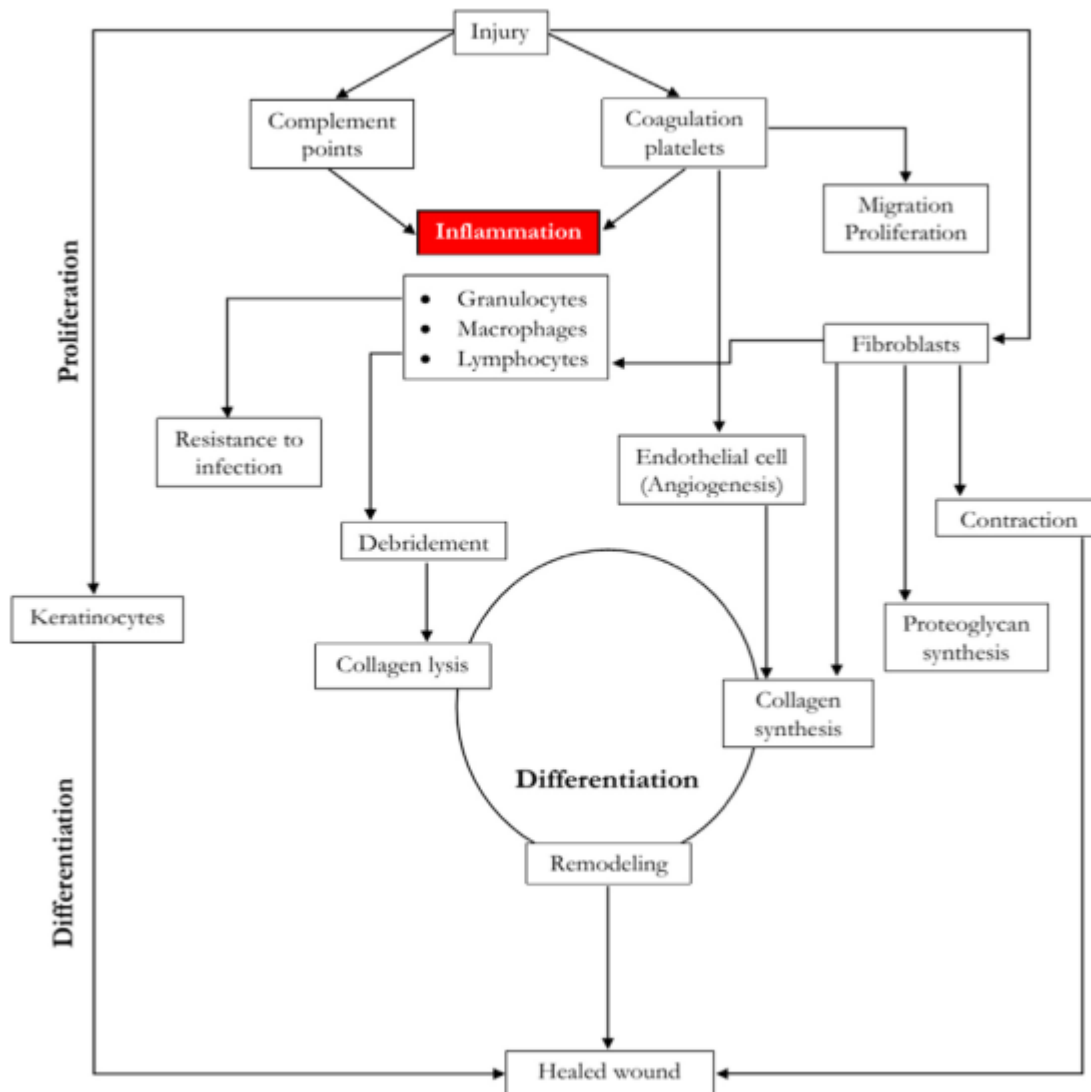 Injury
Complement
points
Coagulation
platelets
Migration
Proliferation
Inflammation
Proliferation
• Granulocytes
• Macrophages
• Lymphocytes
Fibroblasts
Resistance to
infection
Endothelial cell
(Angiogenesis)
Contraction
Debridement
Keratinocytes
Proteoglycan
synthesis
Collagen lysis
Collagen
synthesis
Differentiation
Differentiation
Remodeling
Healed wound